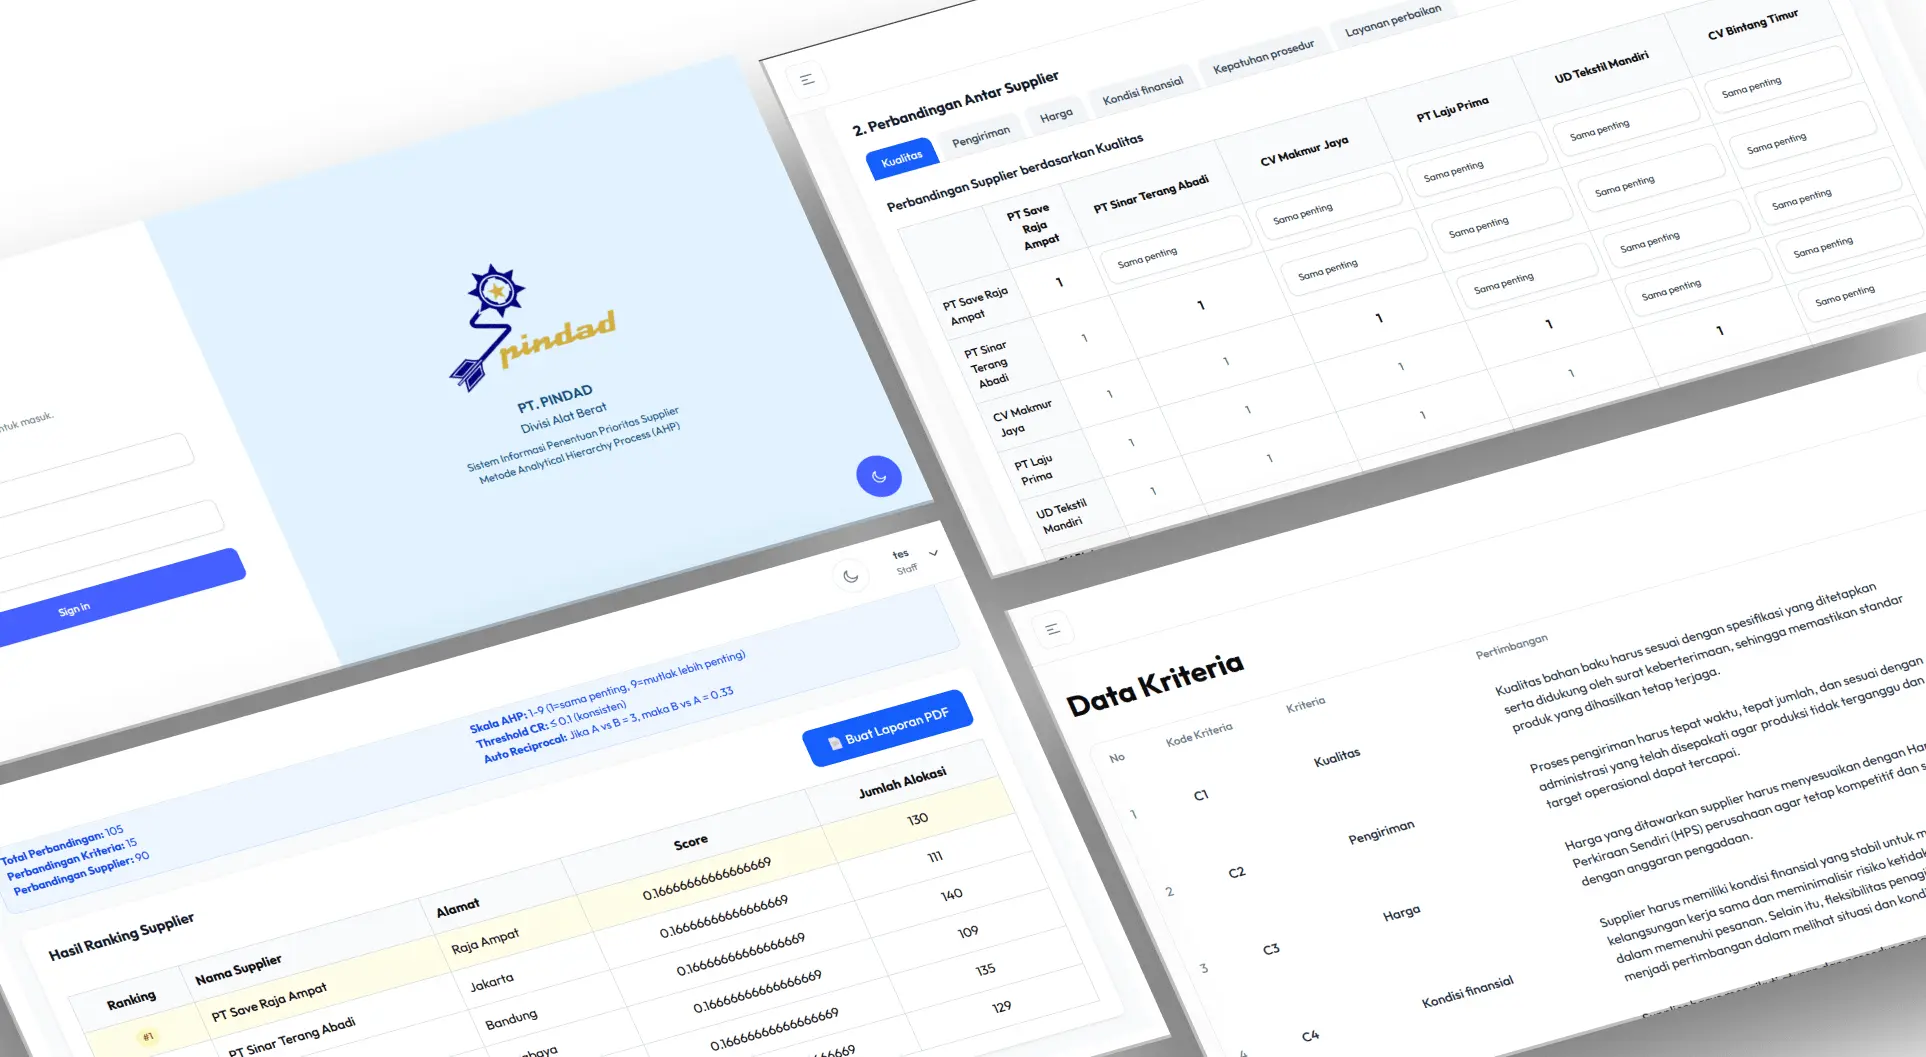 ntuk masuk.
Sign in
pindad
PT. PINDAD
Divisi Alat Berat
Sistem Informasi Penentuan Prioritas Supplier
Metode Analytical Hierarchy Process (AHP)
2. Perbandingan Antar Supplier
Kualitas
Pengiriman
Harga
Kondisi finansial
Kepatuhan prosedur
Layanan perbaikan
Perbandingan Supplier berdasarkan Kualitas
PT Save
Raja
Ampat
PT Sinar Terang Abadi
CV Makmur Jaya
PT Laju Prima
UD Tekstil Mandiri
CV Bintang Timur
PT Save Raja
Ampat
1
Sama penting
Sama penting
Sama penting
Sama penting
Sama penting
PT Sinar
Terang
Abadi
1
1
Sama penting
Sama penting
Sama penting
Sama penting
CV Makmur
Jaya
1
1
1
Sama penting
Sama penting
Sama penting
PT Laju
Prima
1
1
1
1
Sama penting
Sama penting
UD Tekstil
Mandiri
1
1
1
1
1
Sama penting
tes
Staff
Skala AHP: 1-9 (1=sama penting, 9=mutlak lebih penting)
Threshold CR: ≤ 0.1 (konsisten)
Auto Reciprocal: Jika A vs B = 3, maka B vs A = 0.33
Total Perbandingan: 105
Perbandingan Kriteria: 15
Perbandingan Supplier: 90
Buat Laporan PDF
Hasil Ranking Supplier
Ranking
Nama Supplier
Alamat
Score
Jumlah Alokasi
#1
PT Save Raja Ampat
Raja Ampat
0.16666666666666669
130
PT Sinar Terang Abadi
Jakarta
0.16666666666666669
111
Bandung
0.16666666666666669
140
abaya
0.16666666666666669
109
0.16666666666666669
135
66669
129
Data Kriteria
No
Kode Kriteria
Kriteria
Pertimbangan
1
C1
Kualitas
Kualitas bahan baku harus sesuai dengan spesifikasi yang ditetapkan
serta didukung oleh surat keberterimaan, sehingga memastikan standar
produk yang dihasilkan tetap terjaga.
2
C2
Pengiriman
Proses pengiriman harus tepat waktu, tepat jumlah, dan sesuai dengan
administrasi yang telah disepakati agar produksi tidak terganggu dan
target operasional dapat tercapai.
3
C3
Harga
Harga yang ditawarkan supplier harus menyesuaikan dengan Har
Perkiraan Sendiri (HPS) perusahaan agar tetap kompetitif dan s
dengan anggaran pengadaan.
4
C4
Kondisi finansial
Supplier harus memiliki kondisi finansial yang stabil untuk m
kelangsungan kerja sama dan meminimalisir risiko ketidak
dalam memenuhi pesanan. Selain itu, fleksibilitas penagi
menjadi pertimbangan dalam melihat situasi dan kondi